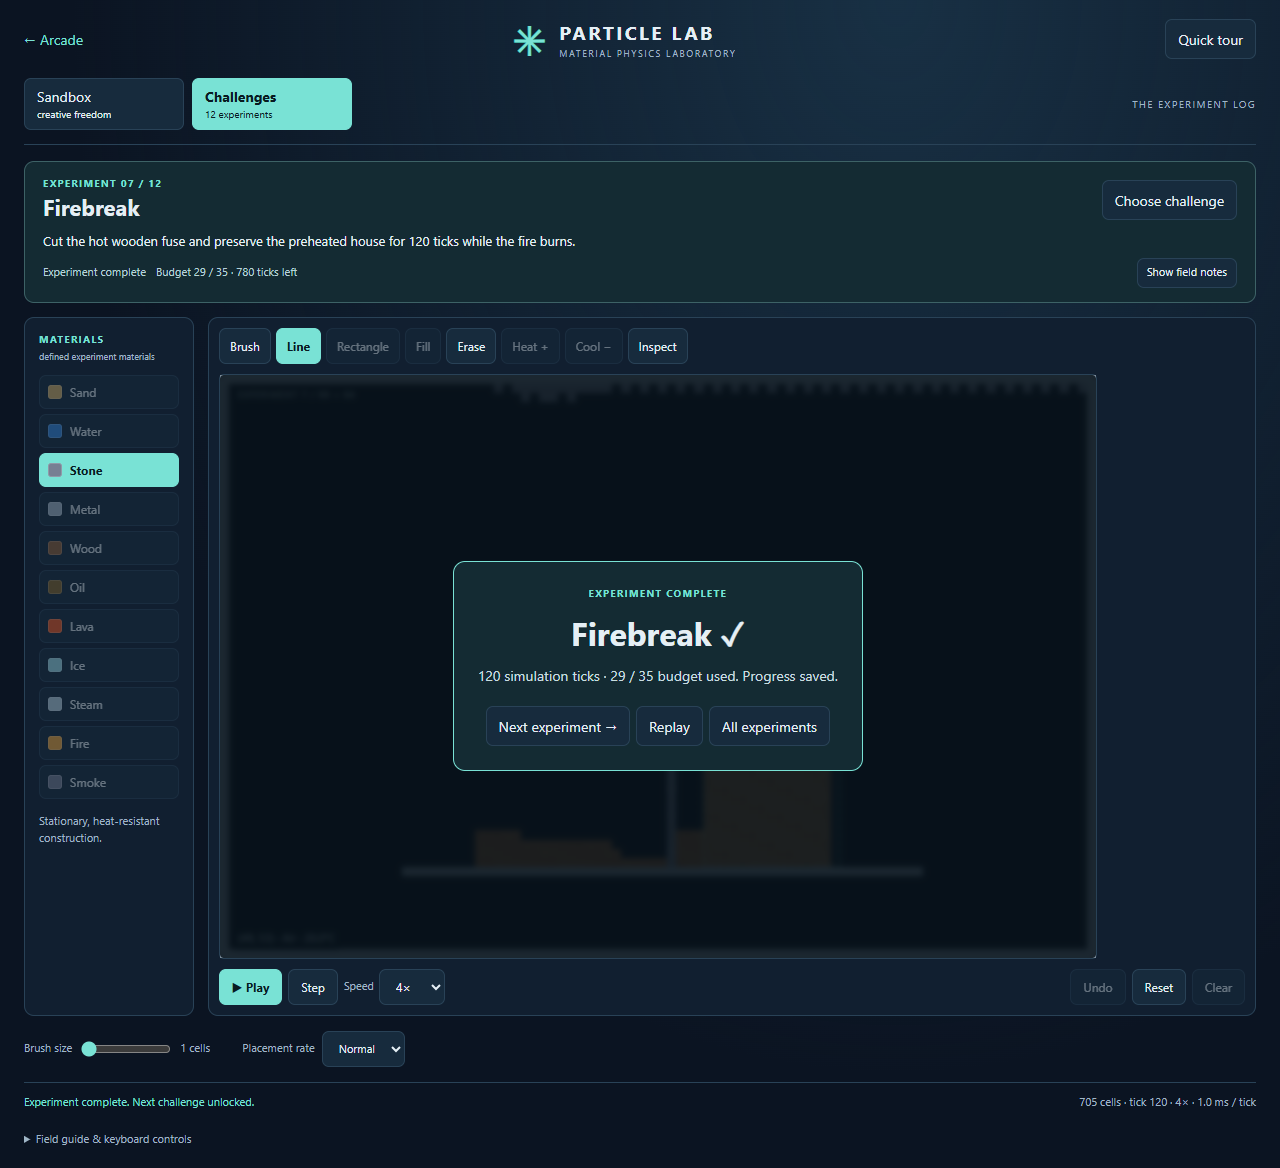 ← Arcade
PARTICLE LAB
MATERIAL PHYSICS LABORATORY
Quick tour
Sandbox
creative freedom
Challenges
12 experiments
THE EXPERIMENT LOG
EXPERIMENT 07 / 12
Firebreak
Choose challenge
Cut the hot wooden fuse and preserve the preheated house for 120 ticks while the fire burns.
Experiment complete Budget 29 / 35 · 780 ticks left
Show field notes
MATERIALS
defined experiment materials
Sand
Water
Stone
Metal
Wood
Oil
Lava
Ice
Steam
Fire
Smoke
Stationary, heat-resistant
construction.
Brush Line Rectangle Fill Erase Heat + Cool − Inspect
EXPERIMENT COMPLETE
Firebreak ✓
120 simulation ticks · 29 / 35 budget used. Progress saved.
Next experiment → Replay All experiments
▶ Play Step Speed 4× Undo Reset Clear
Brush size 1 cells Placement rate Normal
Experiment complete. Next challenge unlocked.
705 cells · tick 120 · 4× · 1.0 ms / tick
▶ Field guide & keyboard controls